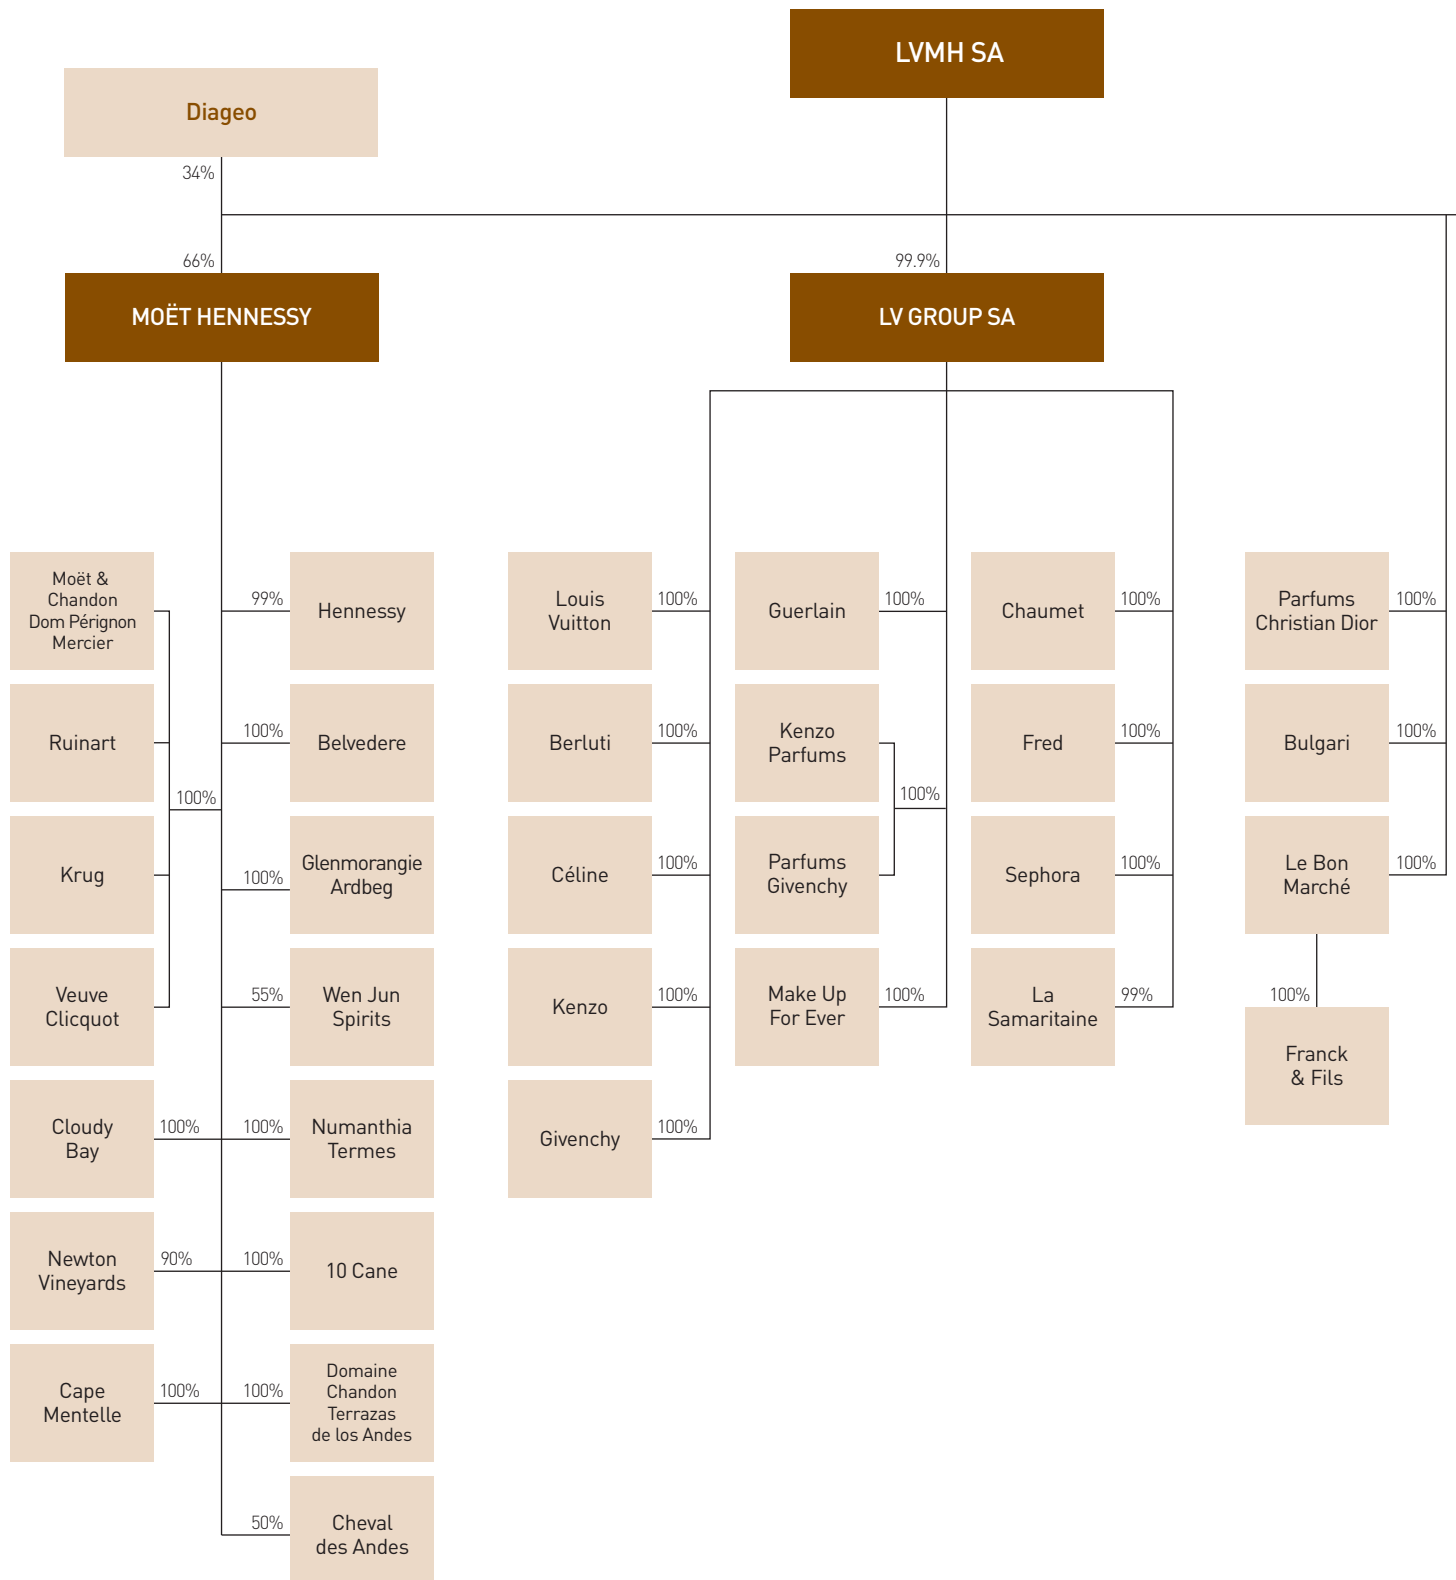 LVMH SA
Diageo
34%
66%
99.9%
MOËT HENNESSY
LV GROUP SA
Moët &
Chandon
Dom Pérignon
Mercier
99%
Hennessy
Louis
Vuitton
100%
Guerlain
100%
Chaumet
100%
Parfums
Christian Dior
100%
Ruinart
100%
Belvedere
Berluti
100%
Kenzo
Parfums
Fred
100%
Bulgari
100%
100%
100%
Krug
100%
Glenmorangie
Ardbeg
Céline
100%
Parfums
Givenchy
Sephora
100%
Le Bon
Marché
100%
Veuve
Clicquot
55%
Wen Jun
Spirits
Kenzo
100%
Make Up
For Ever
100%
La
Samaritaine
99%
100%
Franck
& Fils
Cloudy
Bay
100%
100%
Numanthia
Termes
Givenchy
100%
Newton
Vineyards
90%
100%
10 Cane
Cape
Mentelle
100%
100%
Domaine
Chandon
Terrazas
de los Andes
50%
Cheval
des Andes